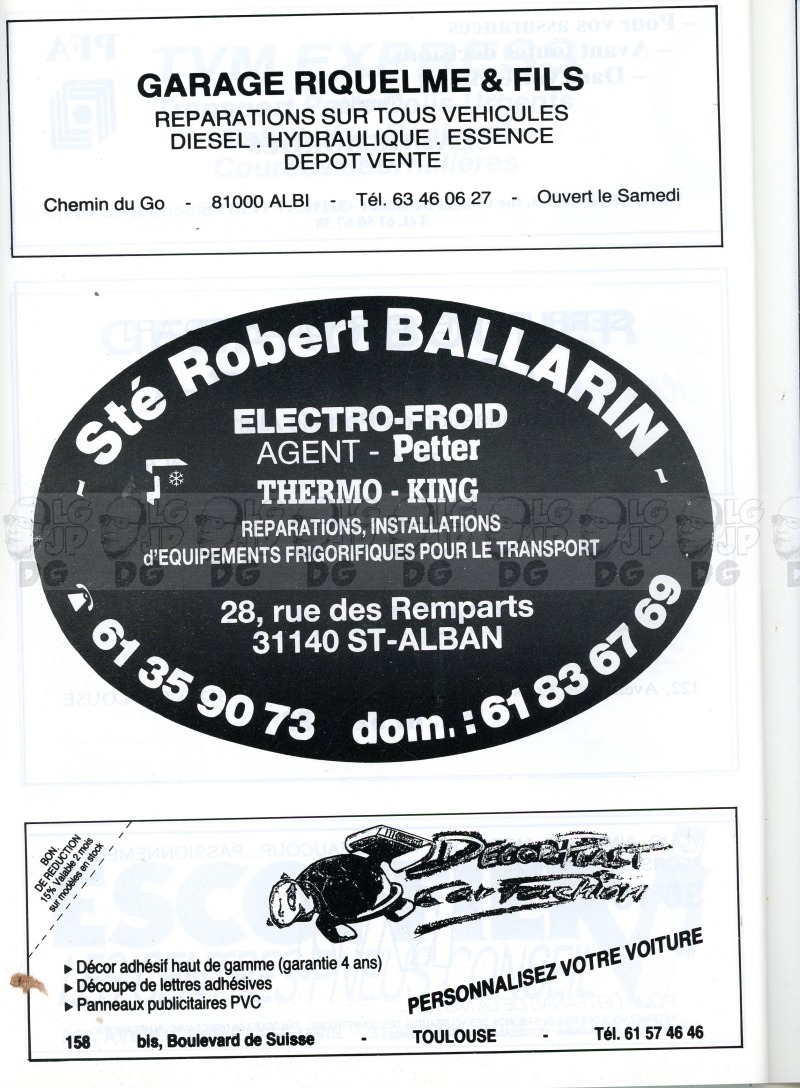 GARAGE RIQUELME & FILS
REPARATIONS SUR TOUS VEHICULES
DIESEL . HYDRAULIQUE . ESSENCE
DEPOT VENTE
Chemin du Go - 81000 ALBI - Tél. 63 46 06 27 - Ouvert le Samedi
- Sté Robert BALLARIN -
ELECTRO-FROID
AGENT - Petter
THERMO - KING
REPARATIONS, INSTALLATIONS
d'EQUIPEMENTS FRIGORIFIQUES POUR LE TRANSPORT
28, rue des Remparts
31140 ST-ALBAN
61 35 90 73 dom. : 61 83 67 69
BON
DE REDUCTION
15% Valable 2 mois
sur modèles en stock
Car Fashion
▸ Décor adhésif haut de gamme (garantie 4 ans)
▸ Découpe de lettres adhésives
▸ Panneaux publicitaires PVC
PERSONNALISEZ VOTRE VOITURE
158 bis, Boulevard de Suisse - TOULOUSE - Tél. 61 57 46 46